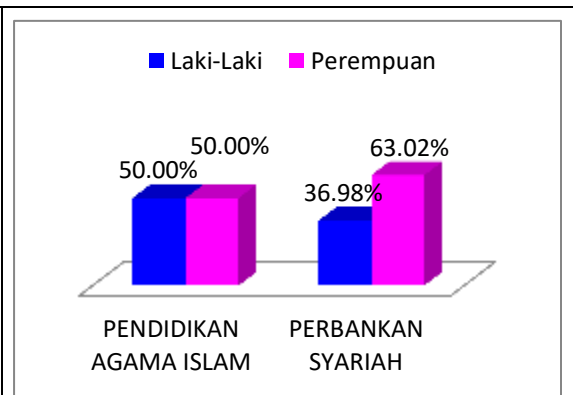 Laki-Laki Perempuan
50.00% 50.00% 36.98% 63.02%
PENDIDIKAN AGAMA ISLAM
PERBANKAN SYARIAH